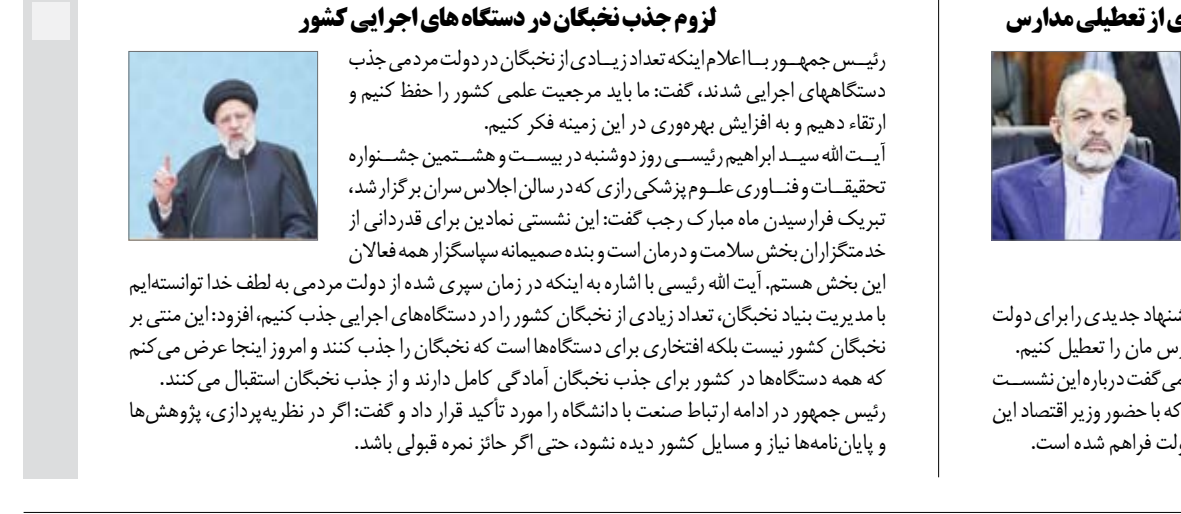 ی از تعطیلی مدارس
شنهاد جدیدی را برای دولت
رس مان را تعطیل کنیم.
می گفت درباره این نشست
که با حضور وزیر اقتصاد این
ولت فراهم شده است.
لزوم جذب نخبگان در دستگاه های اجرایی کشور
رئیس جمهور با اعلام اینکه تعداد زیادی از نخبگان در دولت مردمی جذب
دستگاههای اجرایی شدند، گفت: ما باید مرجعیت علمی کشور را حفظ کنیم و
ارتقاء دهیم و به افزایش بهره‌وری در این زمینه فکر کنیم.
آیت الله سید ابراهیم رئیسی روز دوشنبه در بیست و هشتمین جشنواره
تحقیقات و فناوری علوم پزشکی رازی که در سالن اجلاس سران برگزار شد،
تبریک فرارسیدن ماه مبارک رجب گفت: این نشستی نمادین برای قدردانی از
خدمتگزاران بخش سلامت و درمان است و بنده صمیمانه سپاسگزار همه فعالان
این بخش هستم. آیت الله رئیسی با اشاره به اینکه در زمان سپری شده از دولت مردمی به لطف خدا توانسته‌ایم
با مدیریت بنیاد نخبگان، تعداد زیادی از نخبگان کشور را در دستگاه‌های اجرایی جذب کنیم، افزود: این منتی بر
نخبگان کشور نیست بلکه افتخاری برای دستگاه‌ها است که نخبگان را جذب کنند و امروز اینجا عرض می کنم
که همه دستگاه‌ها در کشور برای جذب نخبگان آمادگی کامل دارند و از جذب نخبگان استقبال می کنند.
رئیس جمهور در ادامه ارتباط صنعت با دانشگاه را مورد تأکید قرار داد و گفت: اگر در نظریه‌پردازی، پژوهش‌ها
و پایان‌نامه‌ها نیاز و مسایل کشور دیده نشود، حتی اگر حائز نمره قبولی باشد.